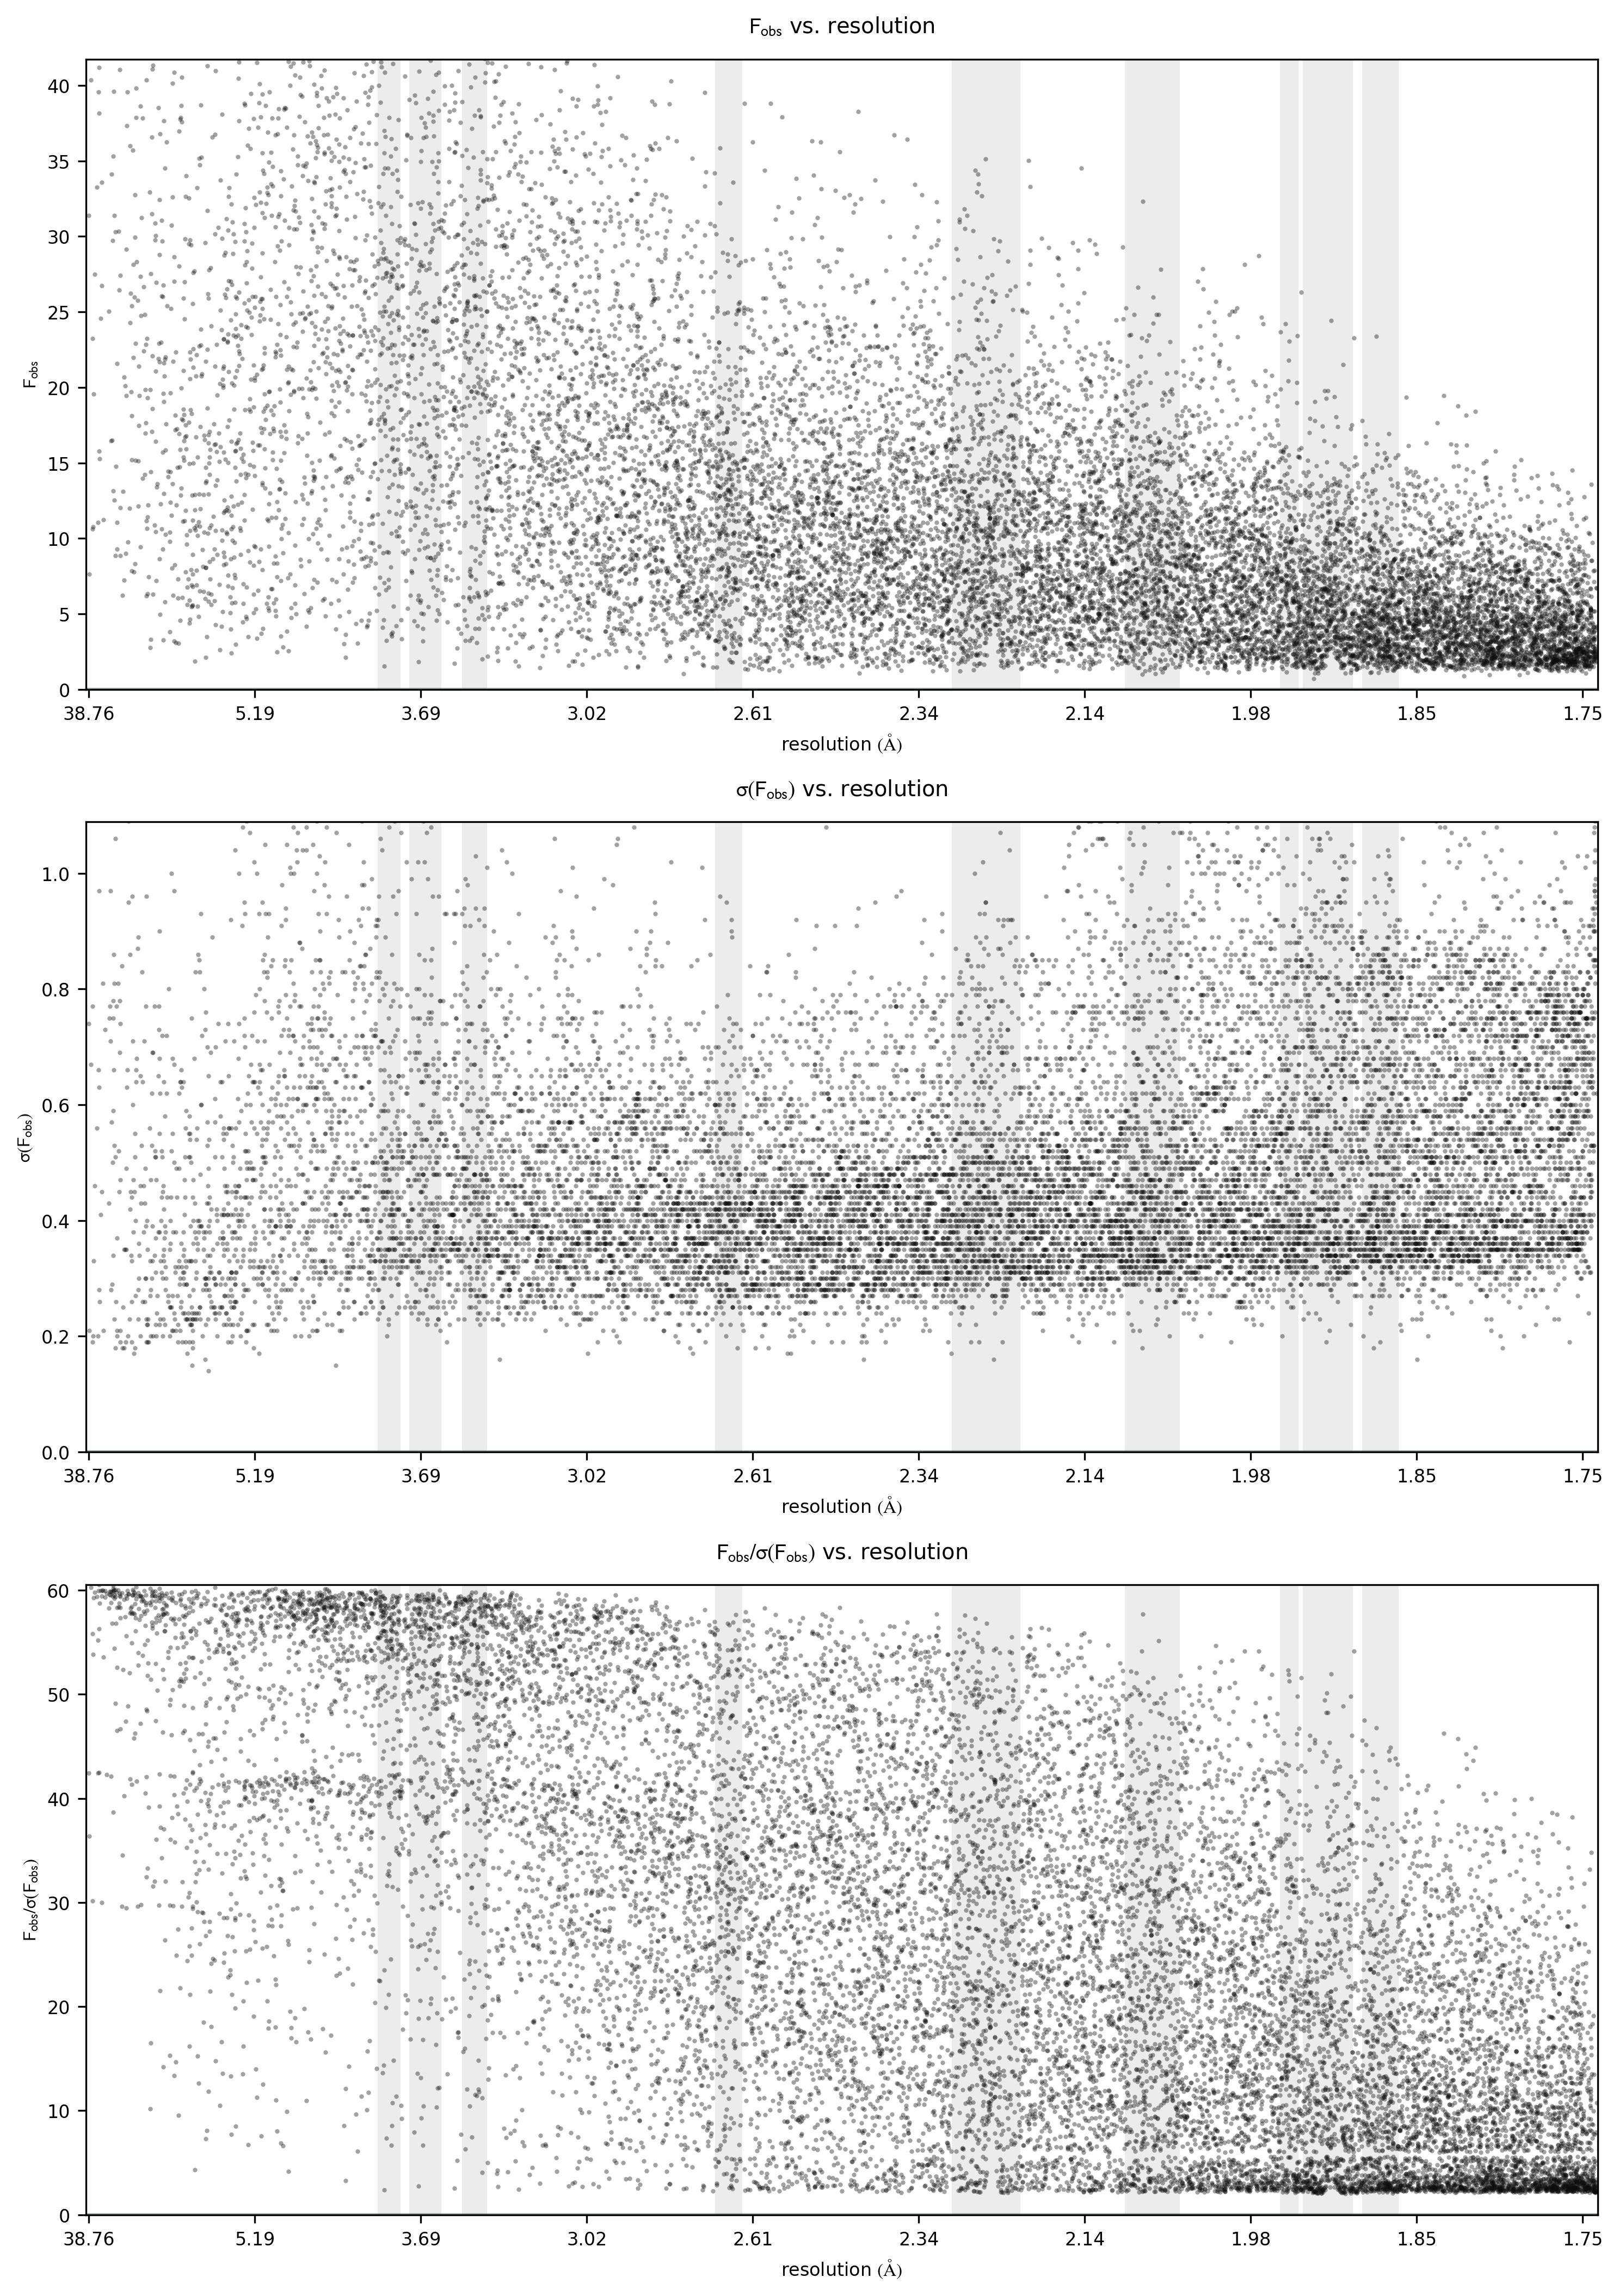 Fobs vs. resolution
40
35
30
25
20
15
10
5
0
Fobs
38.76 5.19 3.69 3.02 2.61 2.34 2.14 1.98 1.85 1.75
resolution (Å)
σ(Fobs) vs. resolution
1.0
0.8
0.6
0.4
0.2
0.0
σ(Fobs)
38.76 5.19 3.69 3.02 2.61 2.34 2.14 1.98 1.85 1.75
resolution (Å)
Fobs/σ(Fobs) vs. resolution
60
50
40
30
20
10
0
Fobs/σ(Fobs)
38.76 5.19 3.69 3.02 2.61 2.34 2.14 1.98 1.85 1.75
resolution (Å)